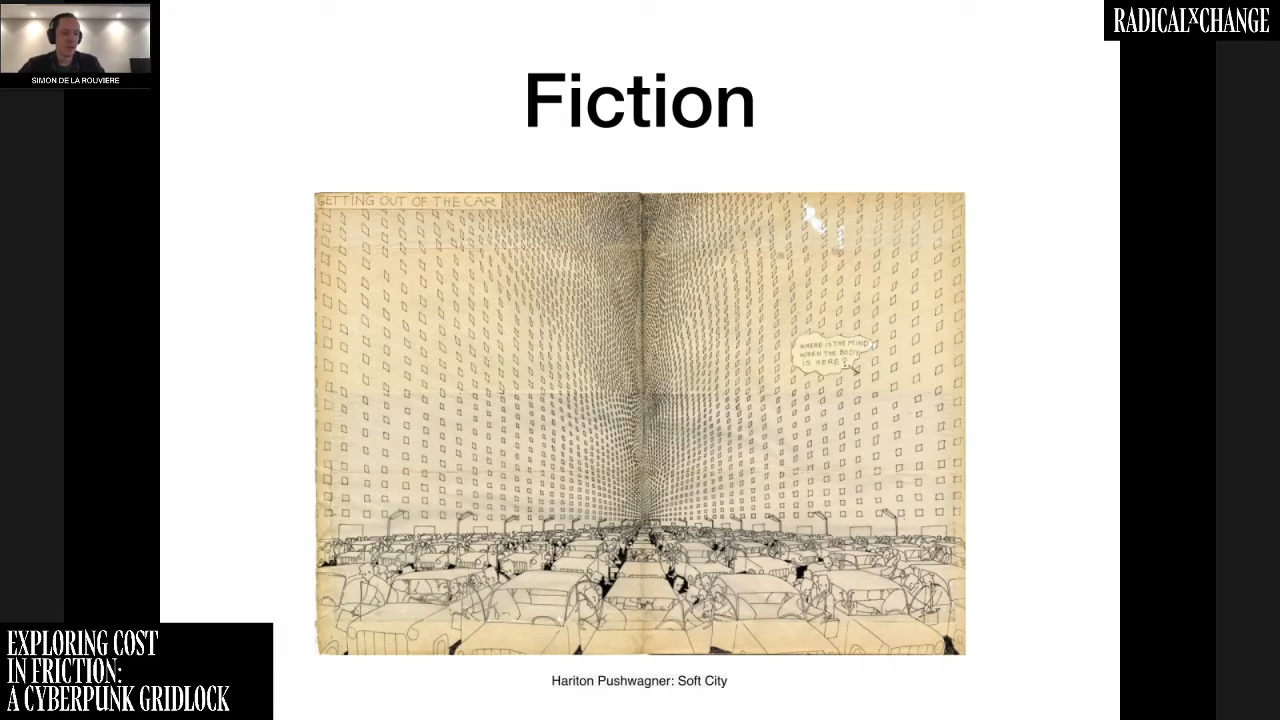 SIMON DE LA ROUVIERE
RADICALXCHANGE
Fiction
GETTING OUT OF THE CAR
WHERE IS THE MIND
WHEN THE BODY
IS HERE?
Hariton Pushwagner: Soft City
EXPLORING COST
IN FRICTION:
A CYBERPUNK GRIDLOCK